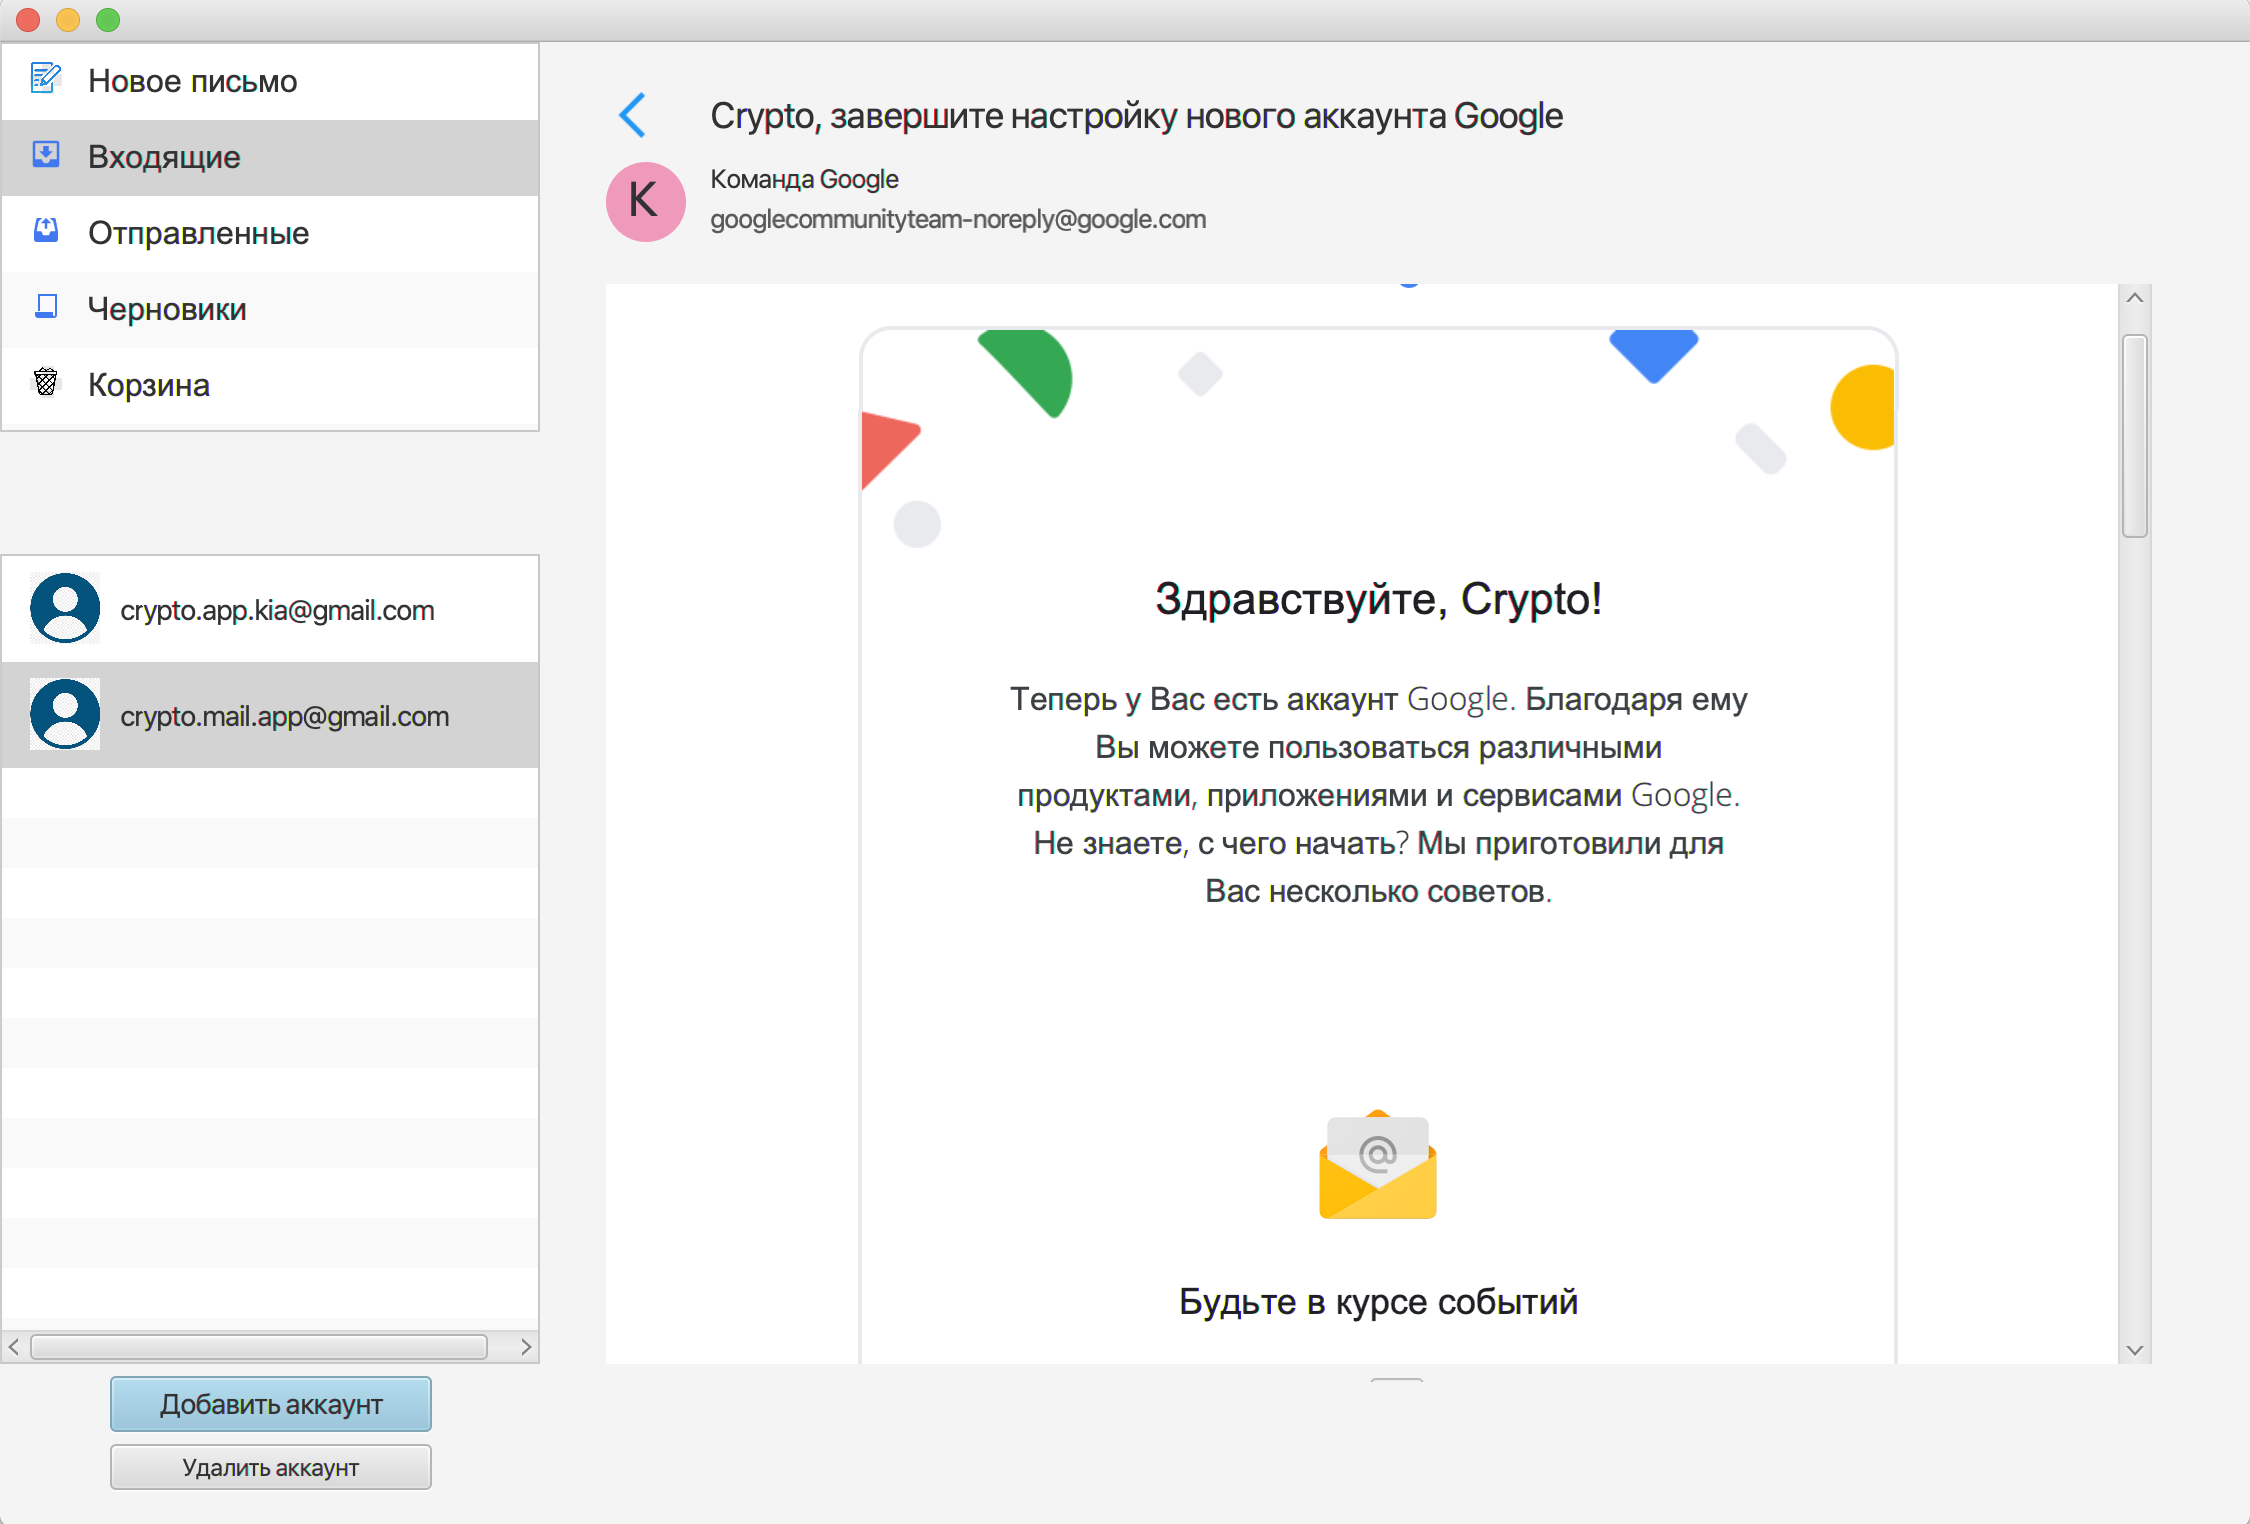 Новое письмо
Входящие
Отправленные
Черновики
Корзина
crypto.app.kia@gmail.com
crypto.mail.app@gmail.com
Добавить аккаунт
Удалить аккаунт
Crypto, завершите настройку нового аккаунта Google
K
Команда Google
googlecommunityteam-noreply@google.com
Здравствуйте, Crypto!
Теперь у Вас есть аккаунт Google. Благодаря ему
Вы можете пользоваться различными
продуктами, приложениями и сервисами Google.
Не знаете, с чего начать? Мы приготовили для
Вас несколько советов.
@
Будьте в курсе событий